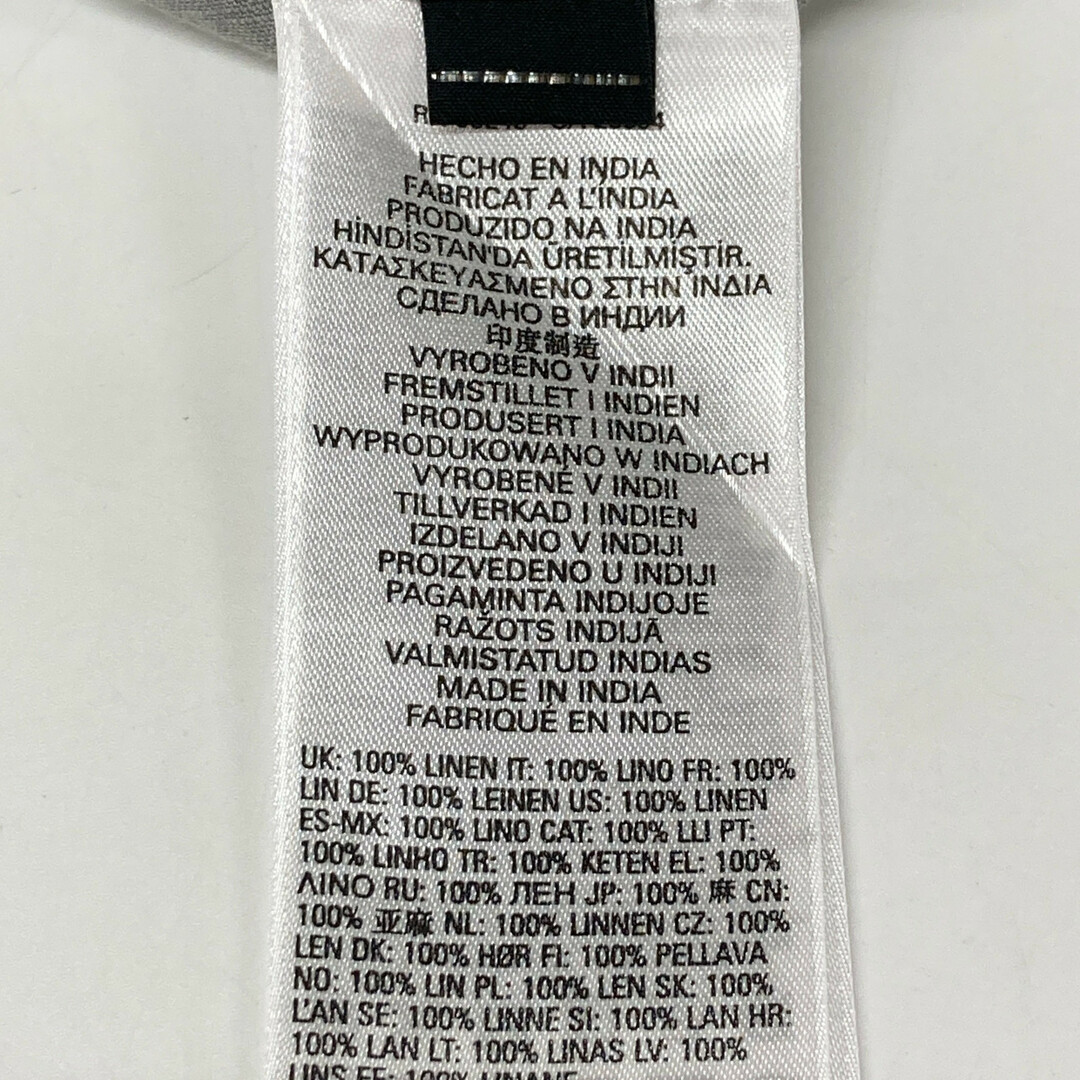 HECHO EN INDIA
FABRICAT A L'ÍNDIA
PRODUZIDO NA INDIA
HİNDİSTAN'DA ÜRETİLMİŞTİR.
ΚΑΤΑΣΚΕΥΑΣΜΕΝΟ ΣΤΗΝ ΙΝΔΙΑ
СДЕЛАНО В ИНДИИ
印度制造
VYROBENO V INDII
FREMSTILLET I INDIEN
PRODUSERT I INDIA
WYPRODUKOWANO W INDIACH
VYROBENÉ V INDII
TILLVERKAD I INDIEN
IZDELANO V INDIJI
PROIZVEDENO U INDIJI
PAGAMINTA INDIJOJE
RAŽOTS INDIJĀ
VALMISTATUD INDIAS
MADE IN INDIA
FABRIQUÉ EN INDE
UK: 100% LINEN IT: 100% LINO FR: 100%
LIN DE: 100% LEINEN US: 100% LINEN
ES-MX: 100% LINO CAT: 100% LLI PT:
100% LINHO TR: 100% KETEN EL: 100%
ΛΙΝΟ RU: 100% ЛЕН JP: 100% 麻 CN:
100% 亚麻 NL: 100% LINNEN CZ: 100%
LEN DK: 100% HØR FI: 100% PELLAVA
NO: 100% LIN PL: 100% LEN SK: 100%
L'AN SE: 100% LINNE SI: 100% LAN HR:
100% LAN LT: 100% LINAS LV: 100%
LINS EE: 100% LINANE